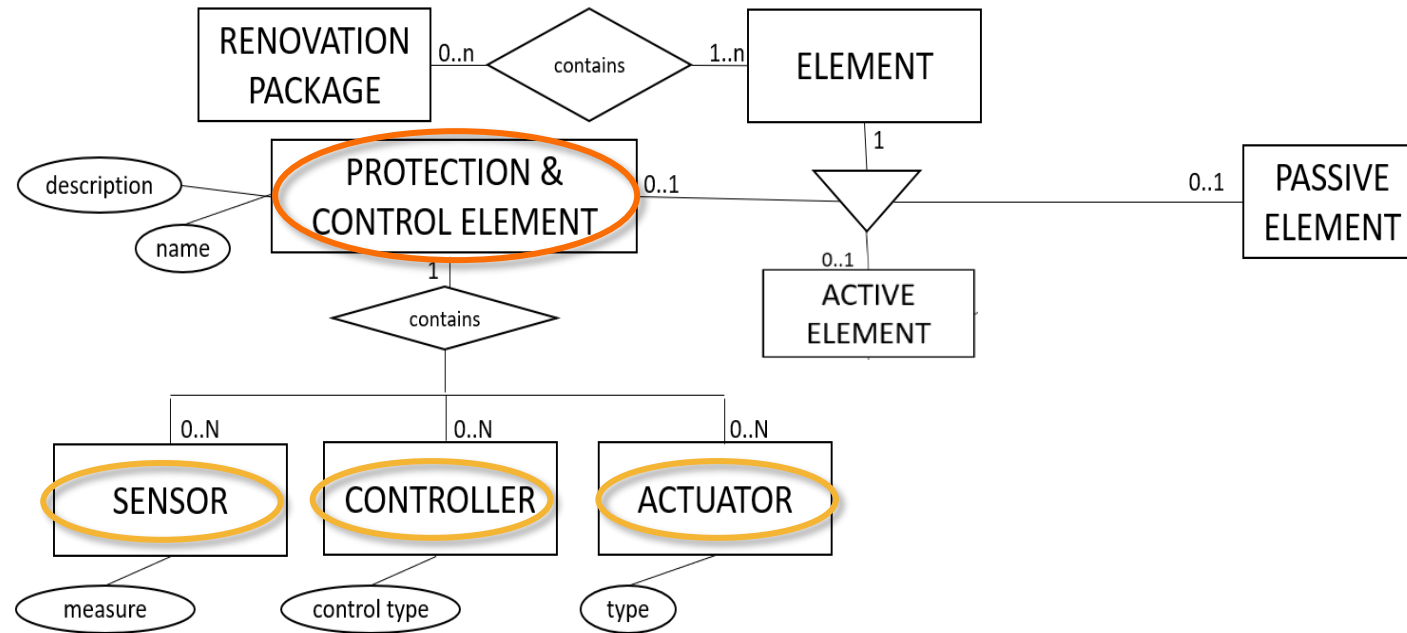 RENOVATION
PACKAGE
0..n
contains
1..n
ELEMENT
1
description
name
PROTECTION &
CONTROL ELEMENT
0..1
0..1
PASSIVE
ELEMENT
0..1
ACTIVE
ELEMENT
1
contains
0..N
0..N
0..N
SENSOR
CONTROLLER
ACTUATOR
measure
control type
type